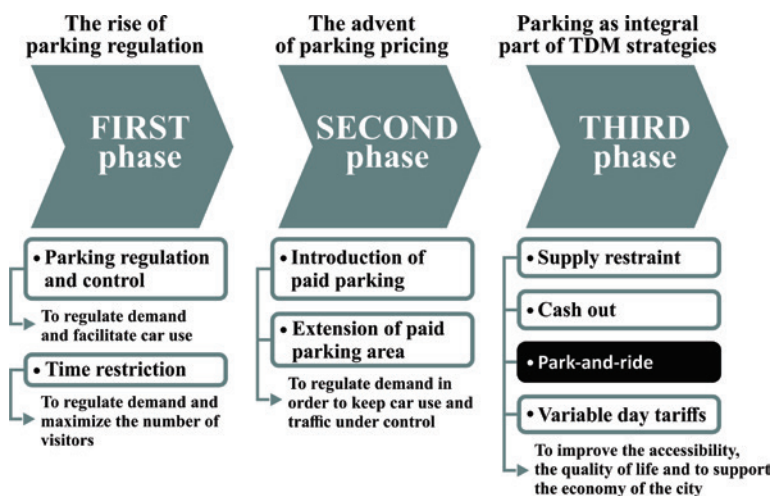 The rise of
parking regulation
FIRST
phase
• Parking regulation
and control
To regulate demand
and facilitate car use
• Time restriction
To regulate demand and
maximize the number of
visitors
The advent
of parking pricing
SECOND
phase
• Introduction of
paid parking
• Extension of paid
parking area
To regulate demand in
order to keep car use and
traffic under control
Parking as integral
part of TDM strategies
THIRD
phase
• Supply restraint
• Cash out
• Park-and-ride
• Variable day tariffs
To improve the accessibility,
the quality of life and to support
the economy of the city